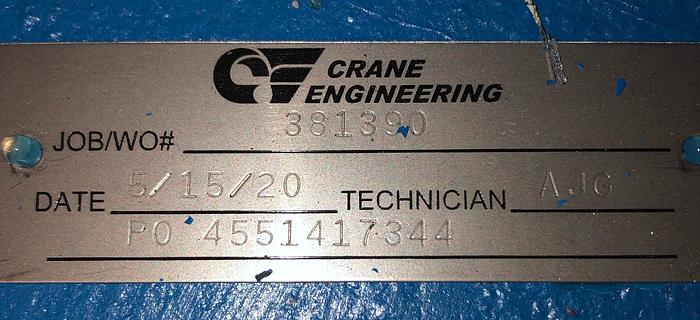 CRANE
ENGINEERING
JOB/WO# 381390
DATE 5/15/20 TECHNICIAN AJG
PO 4551417344